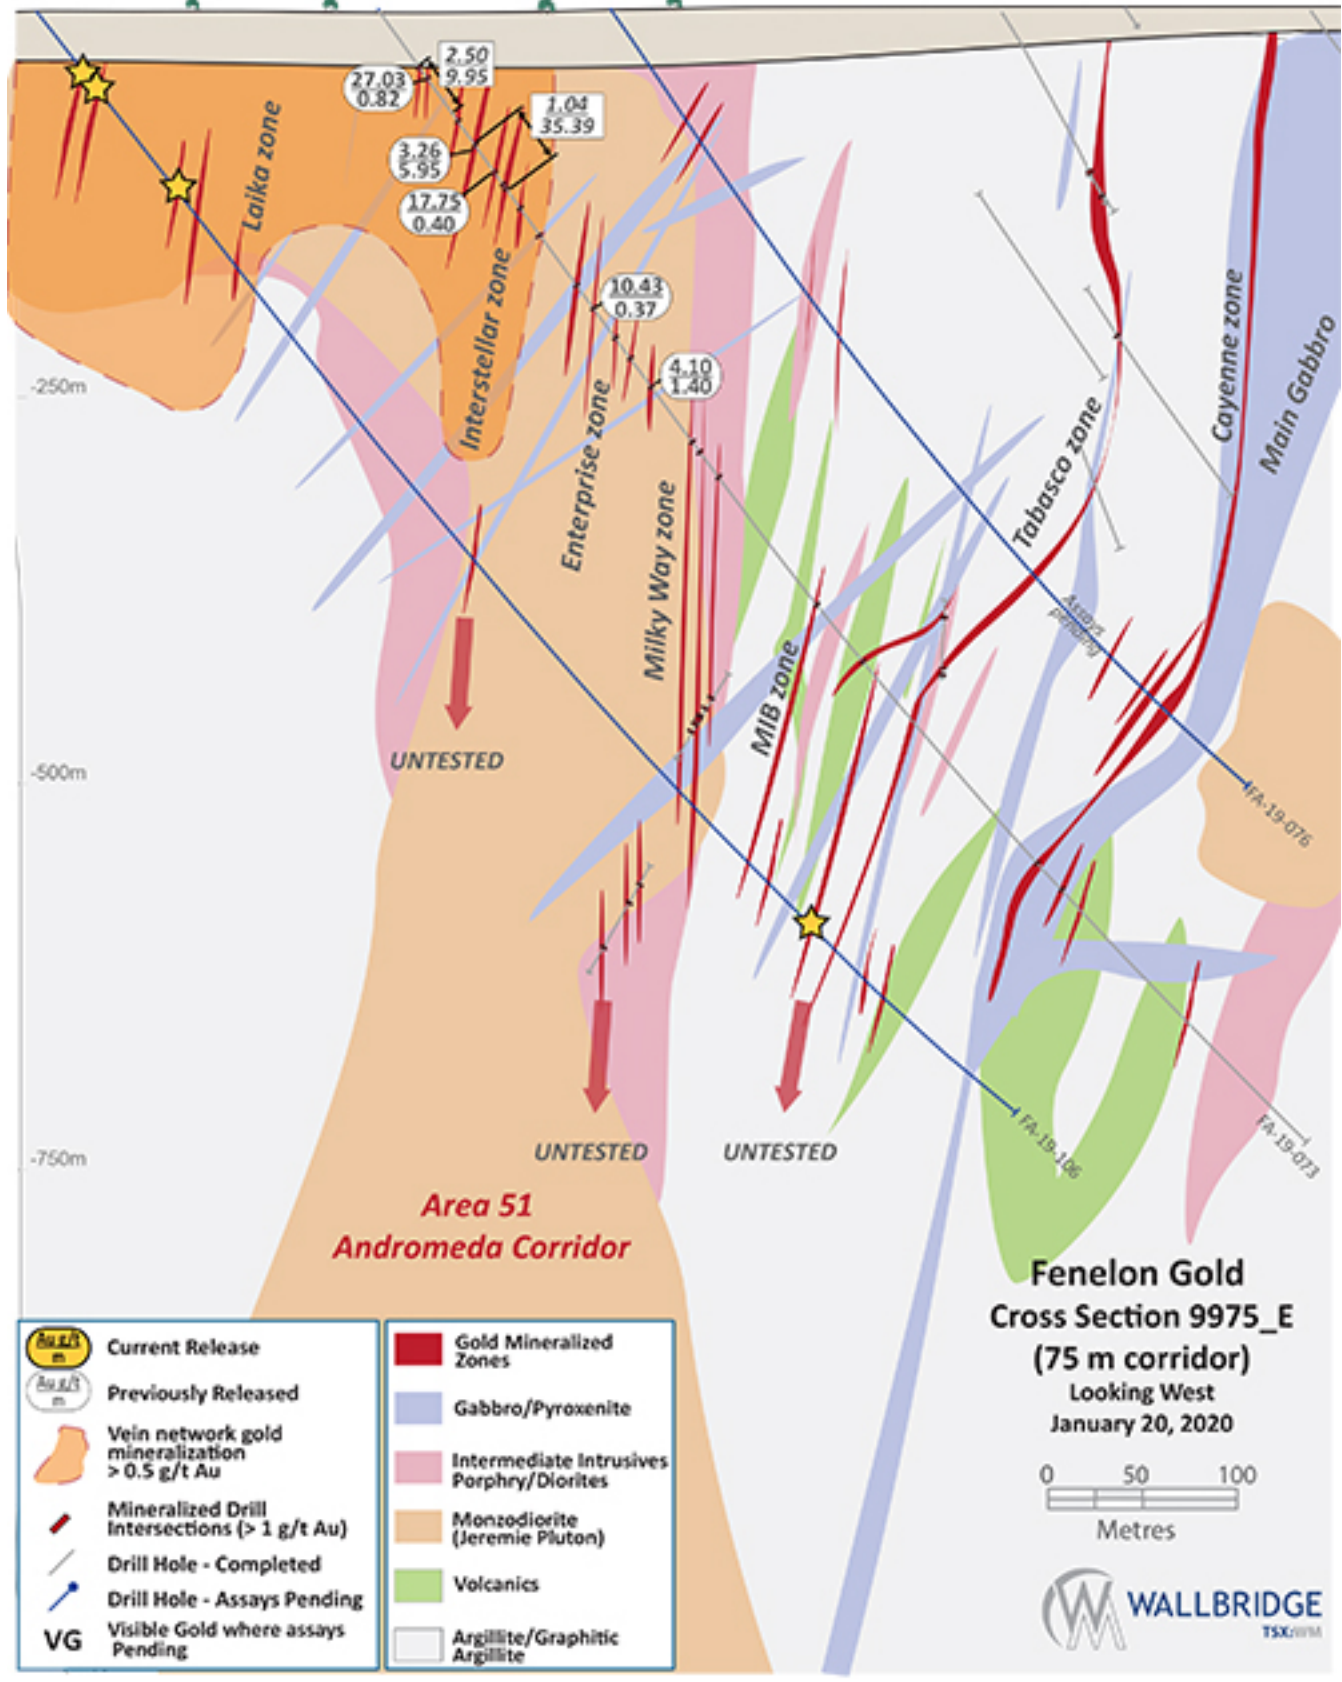 2.50
9.95
27.03
0.82
1.04
35.39
3.26
5.95
17.75
0.40
Laika zone
Interstellar zone
10.43
0.37
4.10
1.40
-250m
Enterprise zone
Milky Way zone
MIB zone
Tabasco zone
Cayenne zone
Main Gabbro
Assays
pending
-500m
UNTESTED
FA-19-076
-750m
UNTESTED
UNTESTED
FA-19-106
FA-19-073
Area 51
Andromeda Corridor
Fenelon Gold
Cross Section 9975_E
(75 m corridor)
Looking West
January 20, 2020
0 50 100
Metres
WALLBRIDGE
TSX:WM
Au g/t
m
Current Release
Au g/t
m
Previously Released
Vein network gold
mineralization
> 0.5 g/t Au
Mineralized Drill
Intersections (> 1 g/t Au)
Drill Hole - Completed
Drill Hole - Assays Pending
VG
Visible Gold where assays
Pending
Gold Mineralized
Zones
Gabbro/Pyroxenite
Intermediate Intrusives
Porphry/Diorites
Monzodiorite
(Jeremie Pluton)
Volcanics
Argillite/Graphitic
Argillite